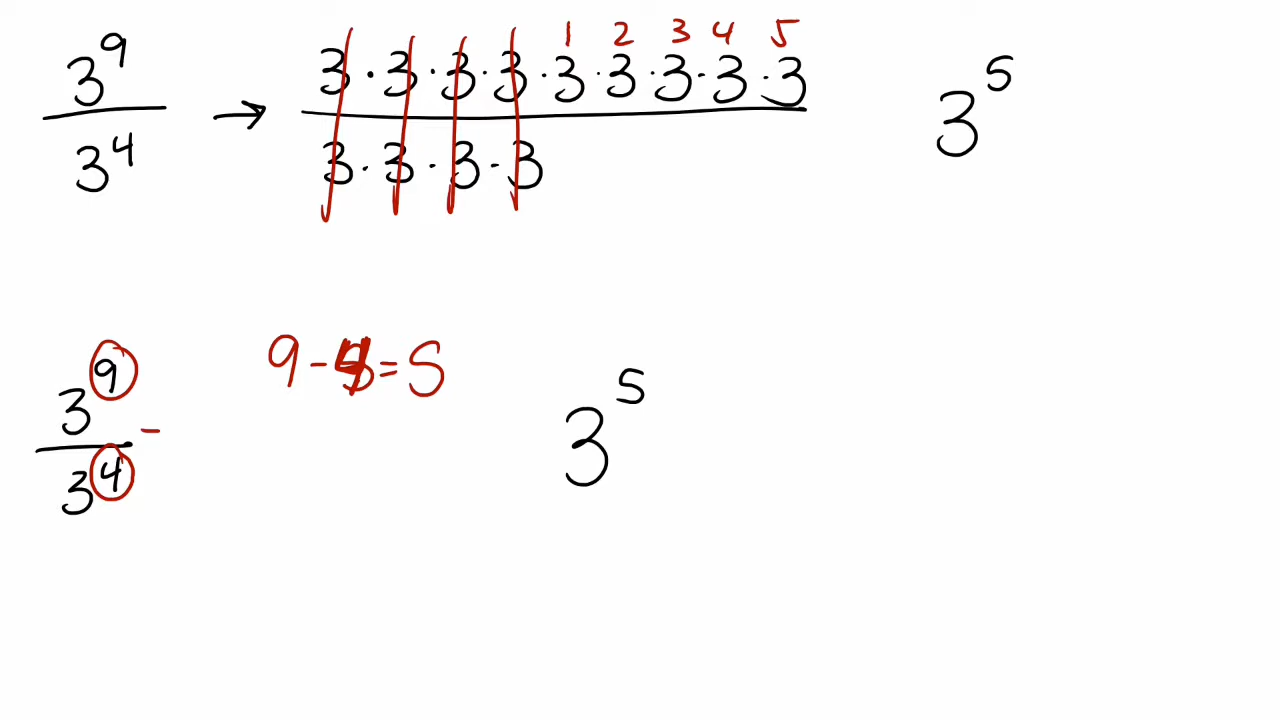 3^9 / 3^4 → 3 · 3 · 3 · 3 · 3 · 3 · 3 · 3 · 3 / 3 · 3 · 3 · 3
1 2 3 4 5
3^5
3^9 / 3^4 -
9 - 4 = 5
3^5